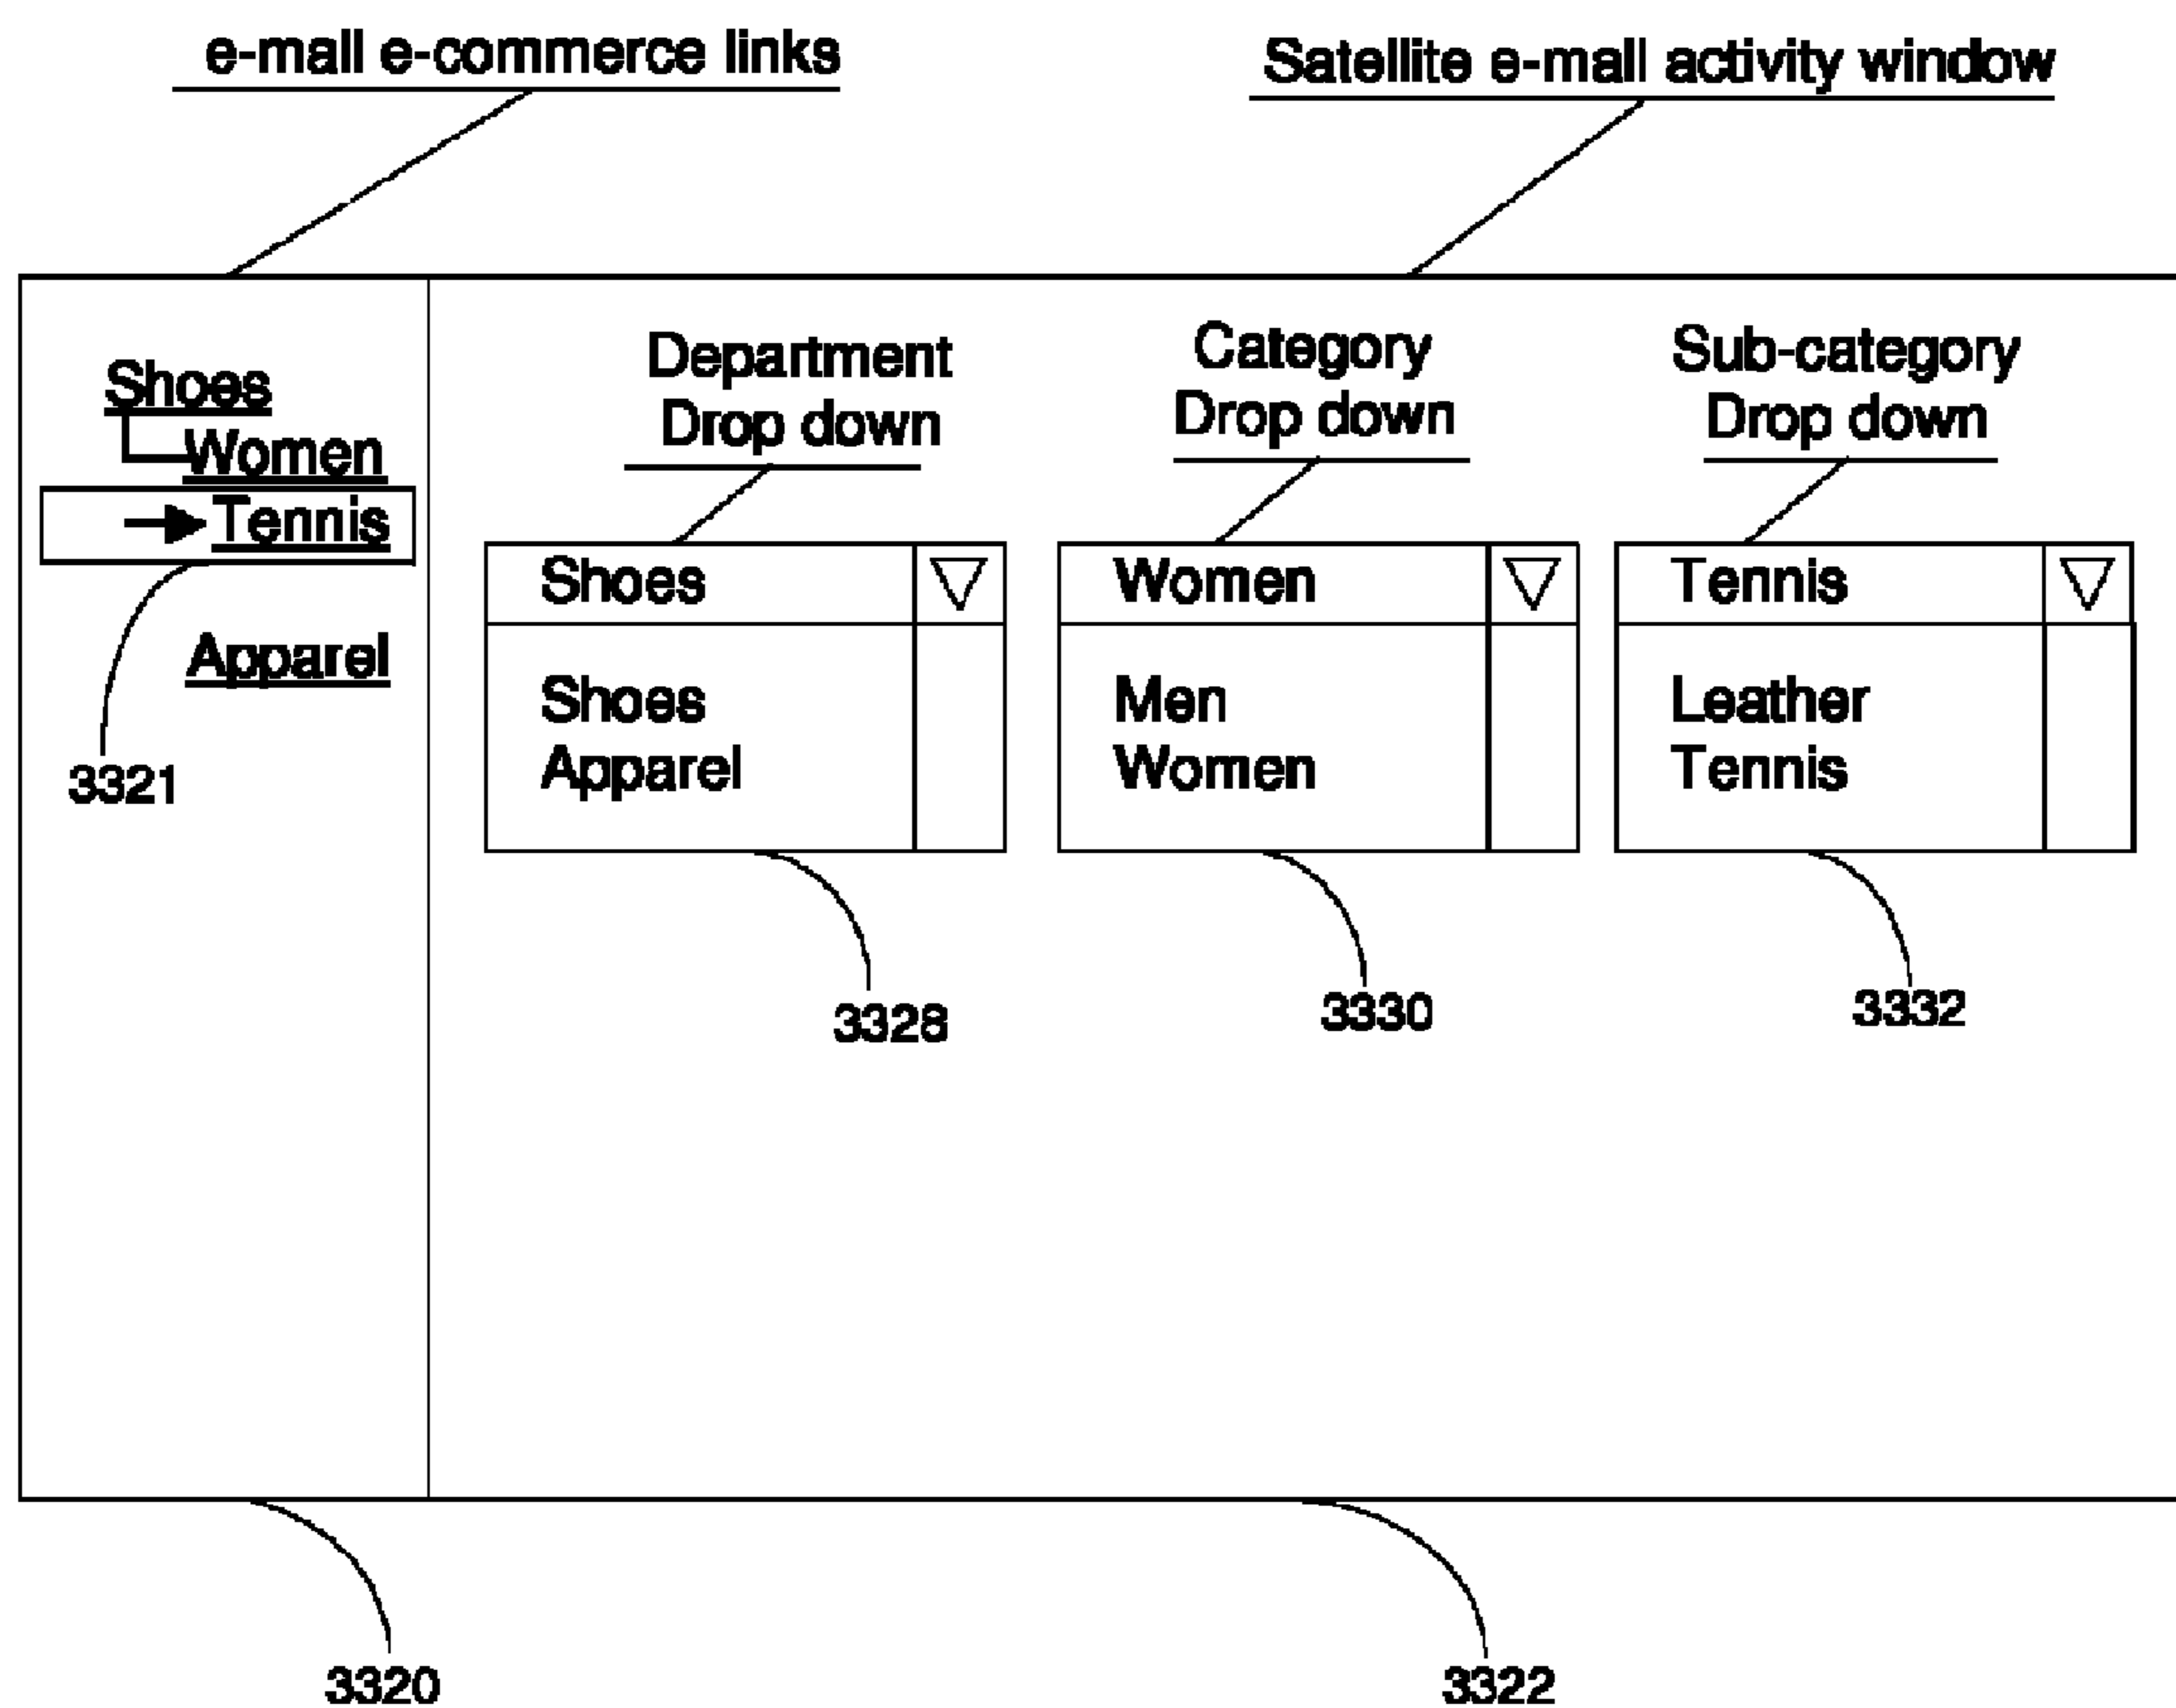 e-mall e-commerce links
Satellite e-mall activity window
Shoes
Women
Tennis
Apparel
3321
Department
Drop down
Shoes
Shoes
Apparel
3328
Category
Drop down
Women
Men
Women
3330
Sub-category
Drop down
Tennis
Leather
Tennis
3332
3320
3322